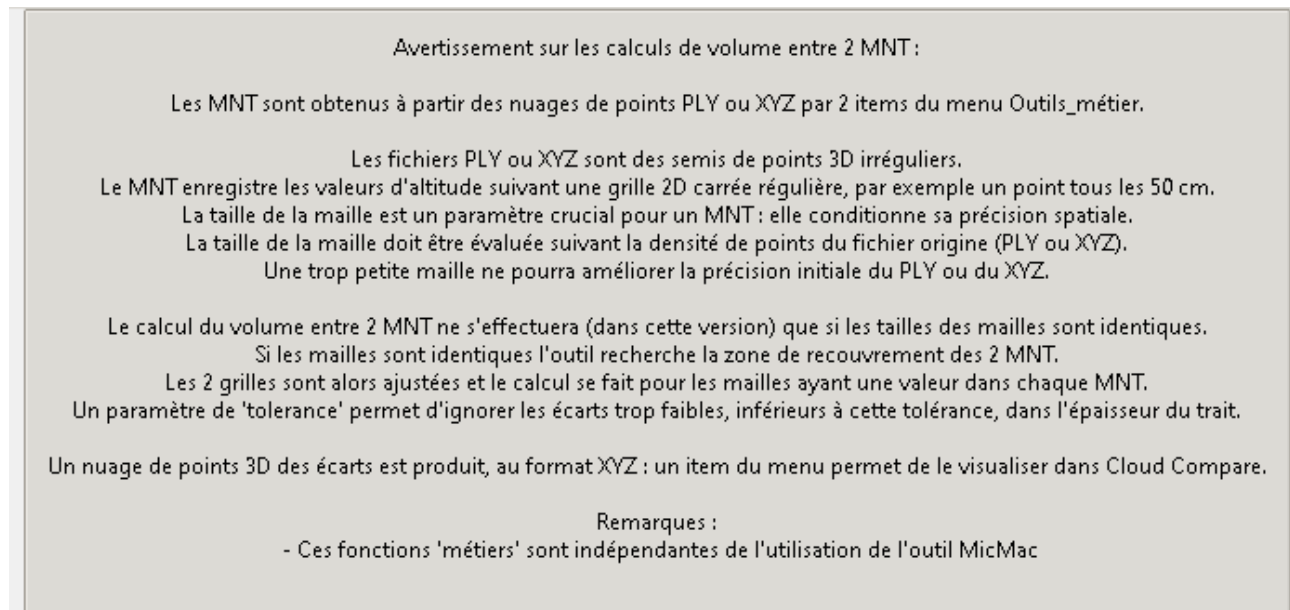 Avertissement sur les calculs de volume entre 2 MNT :
Les MNT sont obtenus à partir des nuages de points PLY ou XYZ par 2 items du menu Outils_métier.
Les fichiers PLY ou XYZ sont des semis de points 3D irréguliers.
Le MNT enregistre les valeurs d'altitude suivant une grille 2D carrée régulière, par exemple un point tous les 50 cm.
La taille de la maille est un paramètre crucial pour un MNT : elle conditionne sa précision spatiale.
La taille de la maille doit être évaluée suivant la densité de points du fichier origine (PLY ou XYZ).
Une trop petite maille ne pourra améliorer la précision initiale du PLY ou du XYZ.
Le calcul du volume entre 2 MNT ne s'effectuera (dans cette version) que si les tailles des mailles sont identiques.
Si les mailles sont identiques l'outil recherche la zone de recouvrement des 2 MNT.
Les 2 grilles sont alors ajustées et le calcul se fait pour les mailles ayant une valeur dans chaque MNT.
Un paramètre de 'tolerance' permet d'ignorer les écarts trop faibles, inférieurs à cette tolérance, dans l'épaisseur du trait.
Un nuage de points 3D des écarts est produit, au format XYZ : un item du menu permet de le visualiser dans Cloud Compare.
Remarques :
- Ces fonctions 'métiers' sont indépendantes de l'utilisation de l'outil MicMac